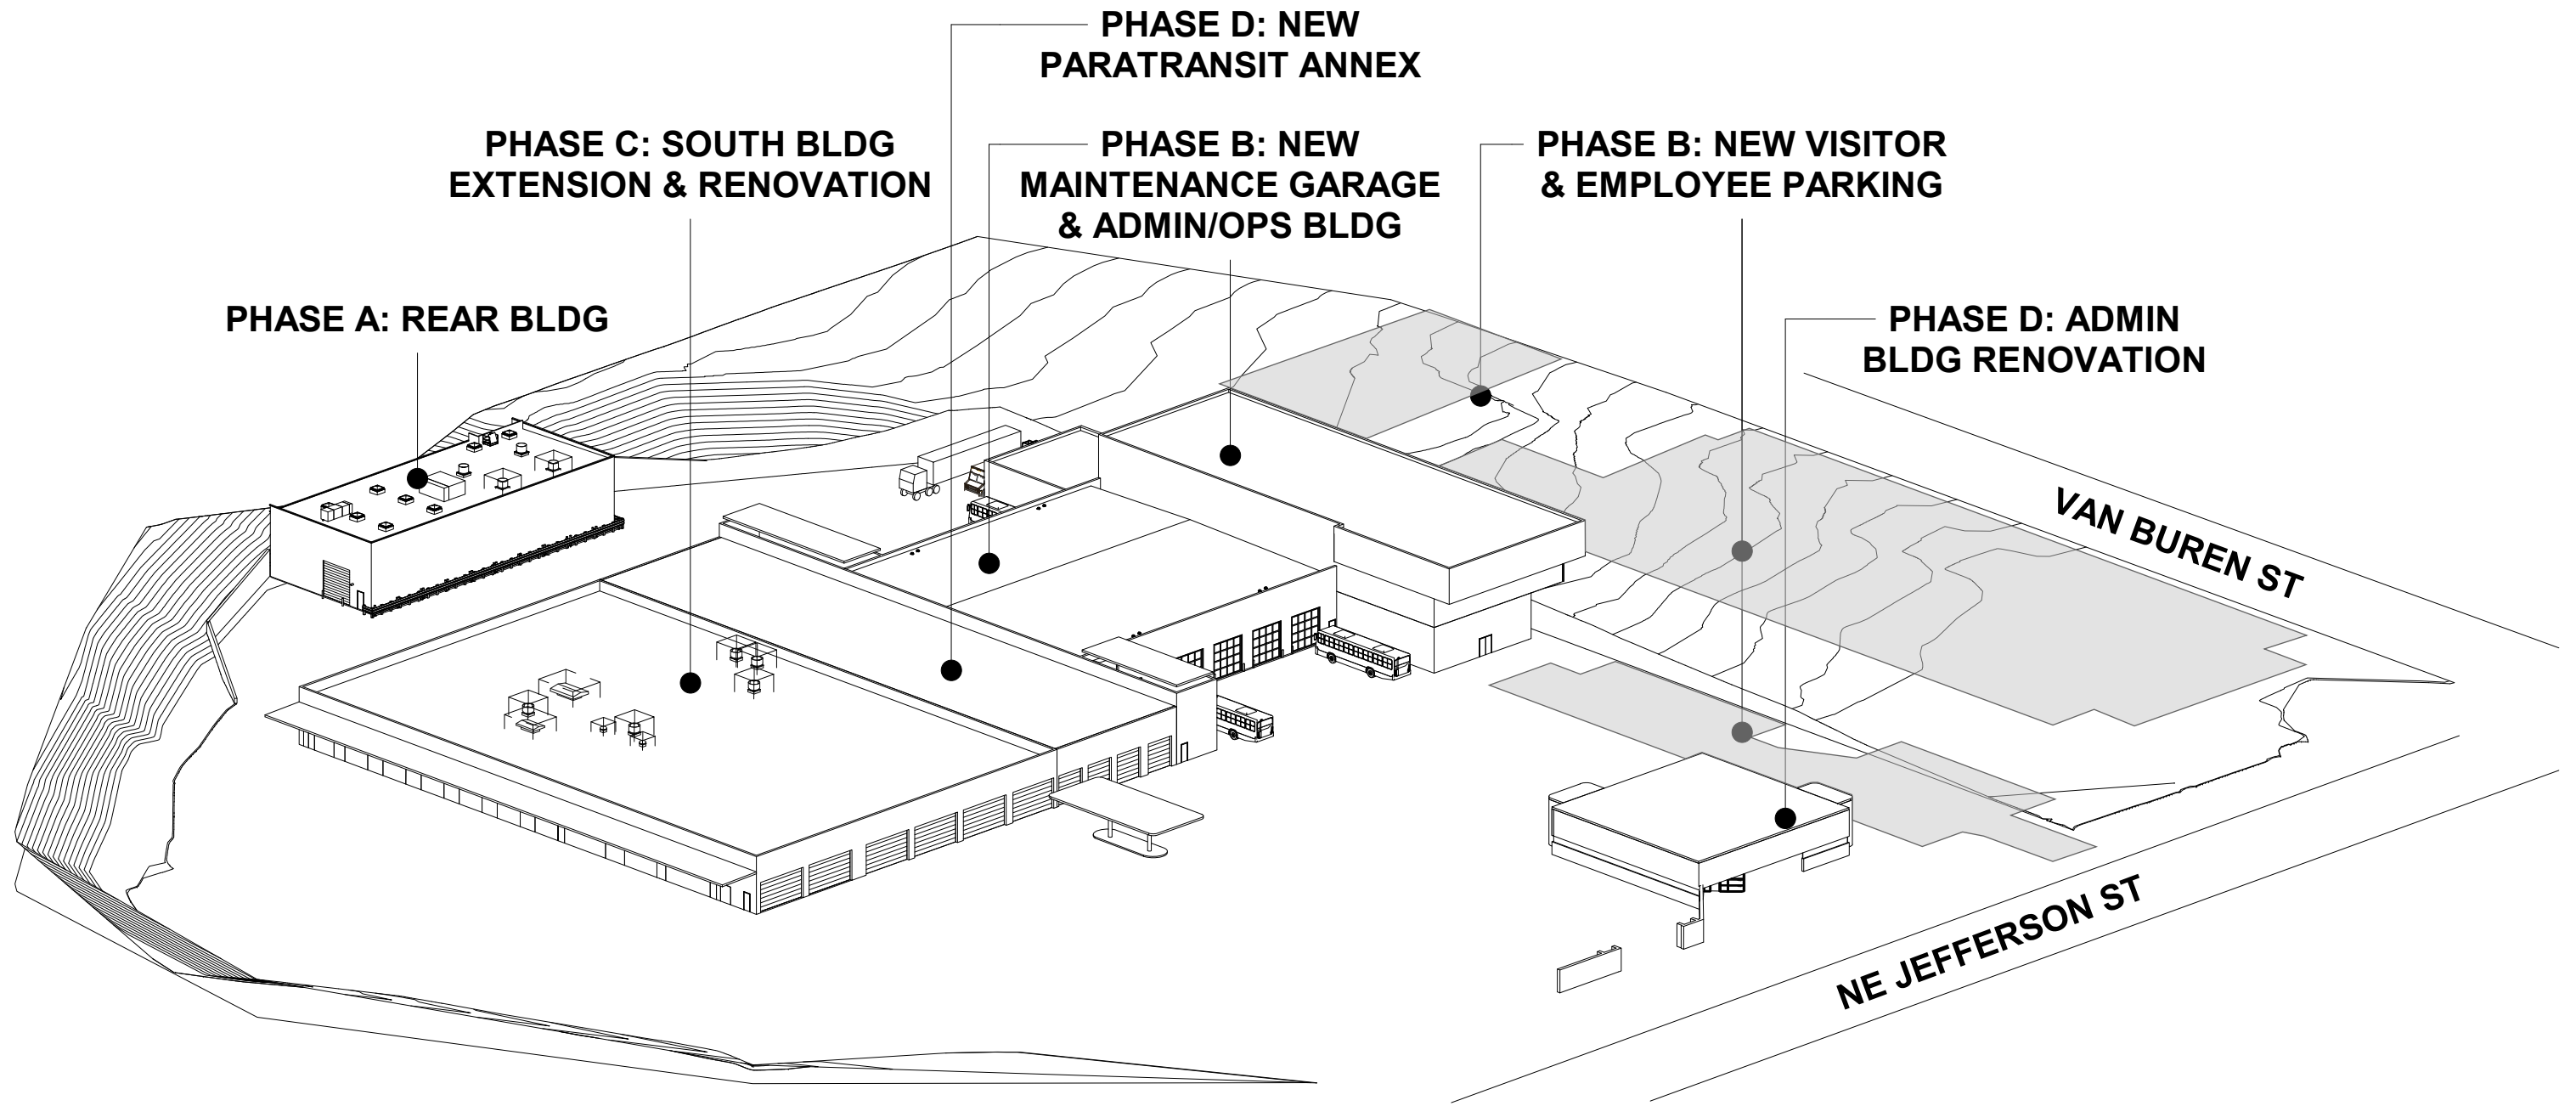 PHASE D: NEW
PARATRANSIT ANNEX
PHASE C: SOUTH BLDG
EXTENSION & RENOVATION
PHASE B: NEW
MAINTENANCE GARAGE
& ADMIN/OPS BLDG
PHASE B: NEW VISITOR
& EMPLOYEE PARKING
PHASE A: REAR BLDG
PHASE D: ADMIN
BLDG RENOVATION
VAN BUREN ST
NE JEFFERSON ST